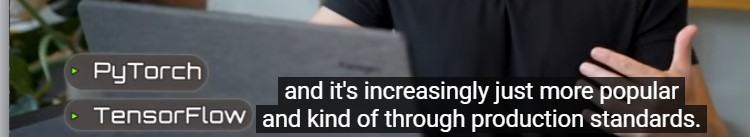 PyTorch
TensorFlow
and it's increasingly just more popular
and kind of through production standards.